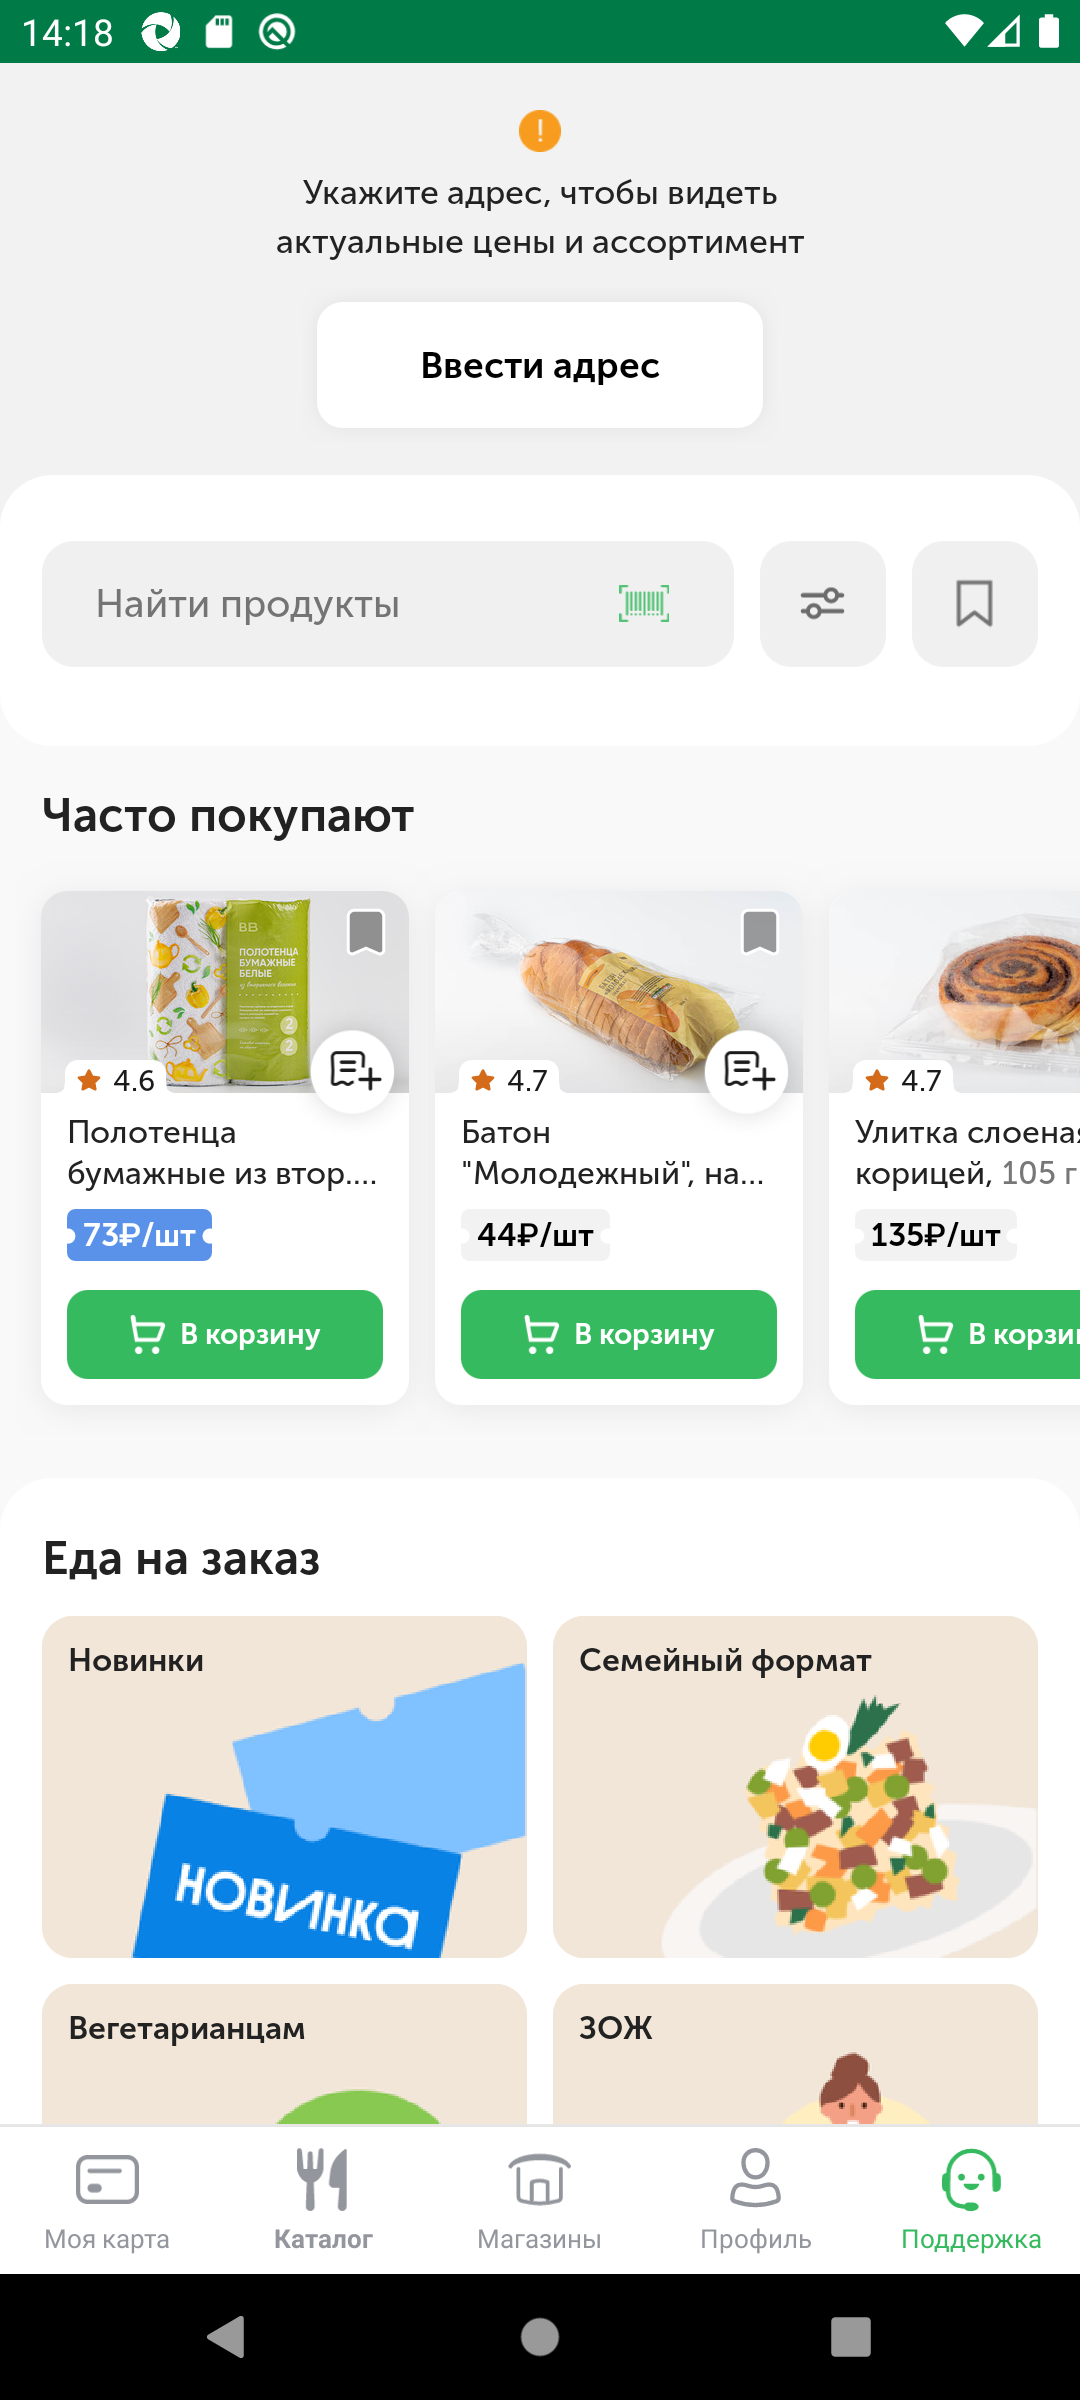 14:18
Укажите адрес, чтобы видеть
актуальные цены и ассортимент
Ввести адрес
Найти продукты
Часто покупают
ВВ
ПОЛОТЕНЦА
БУМАЖНЫЕ
БЕЛЫЕ
2
2
4.6
4.7
4.7
Полотенца
бумажные из втор....
Батон
"Молодежный", на...
Улитка слоеная
корицей, 105 г
73₽/шт
44₽/шт
135₽/шт
В корзину
В корзину
В корзи
Еда на заказ
Новинки
НОВИНКА
Семейный формат
Вегетарианцам
ЗОЖ
Моя карта
Каталог
Магазины
Профиль
Поддержка